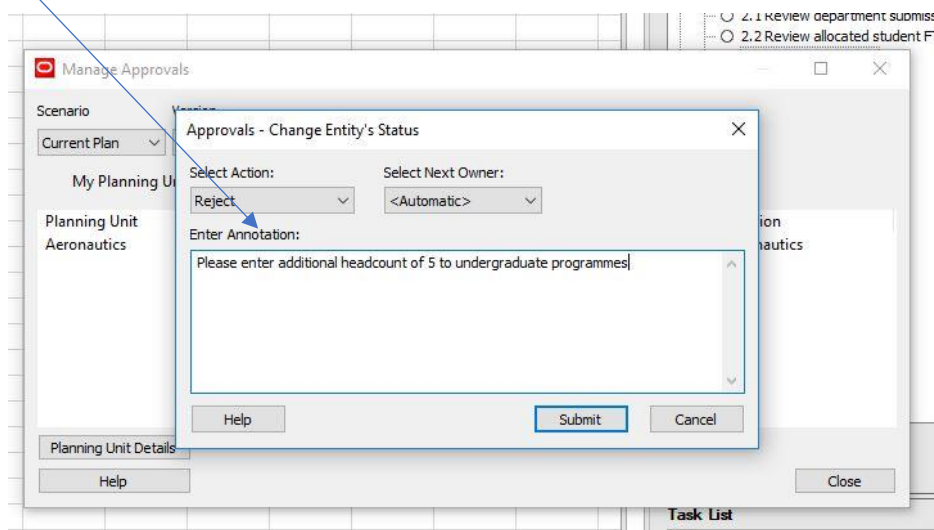 2.1 Review department submiss
2.2 Review allocated student F
Manage Approvals
Scenario
Current Plan
My Planning U
Planning Unit
Aeronautics
ion
nautics
Approvals - Change Entity's Status
Select Action: Select Next Owner:
Reject <Automatic>
Enter Annotation:
Please enter additional headcount of 5 to undergraduate programmes
Help Submit Cancel
Planning Unit Details
Help Close
Task List